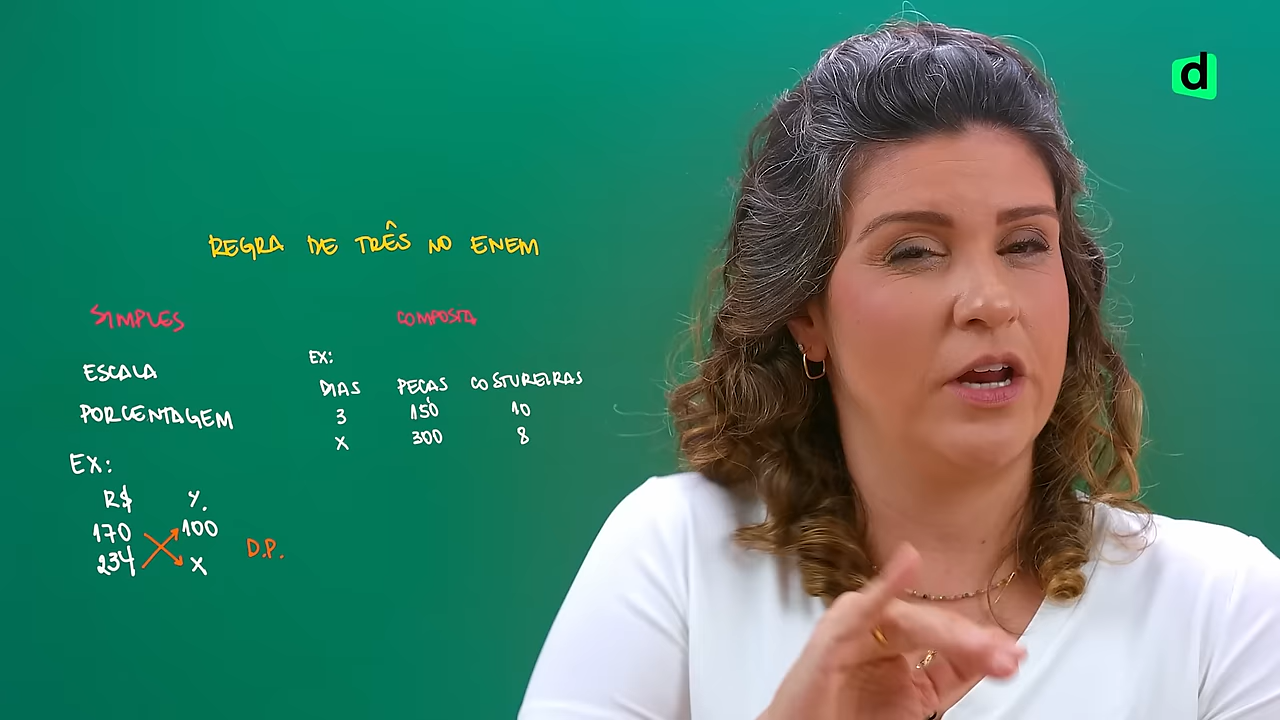 d
REGRA DE TRÊS NO ENEM
SIMPLES
ESCALA
PORCENTAGEM
EX:
R$ %
170 100
234 X
D.P.
COMPOSTA
EX:
DIAS PEÇAS COSTUREIRAS
3 150 10
X 300 8